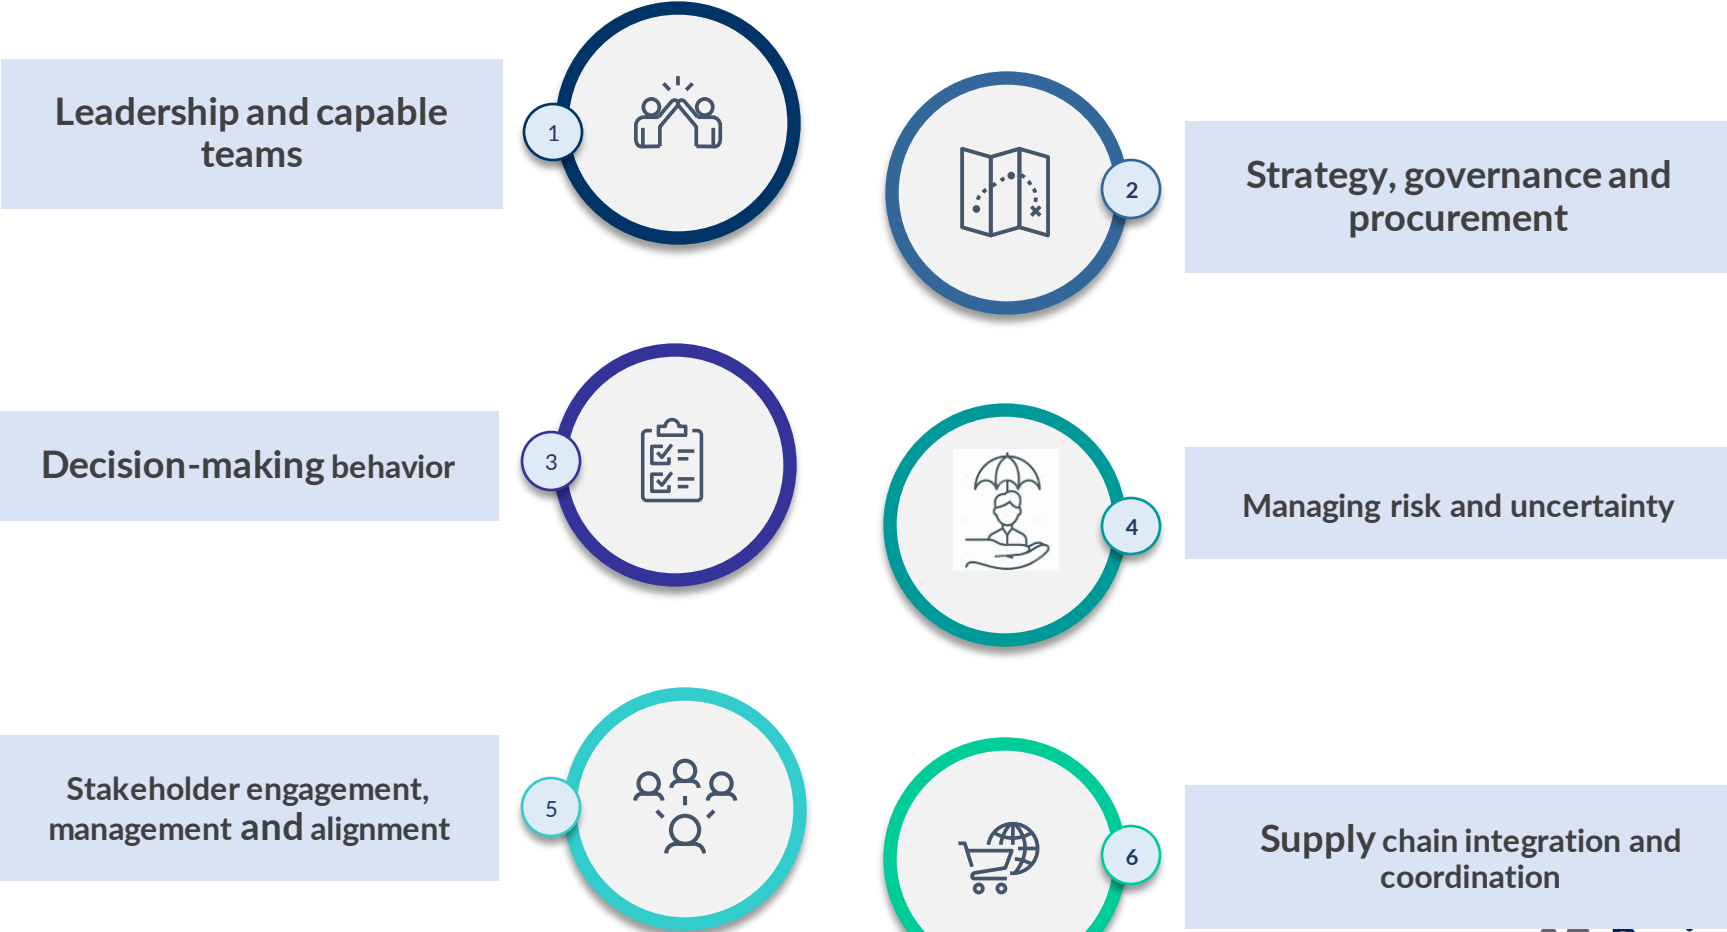 Leadership and capable
teams
1
2
Strategy, governance and
procurement
Decision-making behavior
3
4
Managing risk and uncertainty
Stakeholder engagement,
management and alignment
5
6
Supply chain integration and
coordination